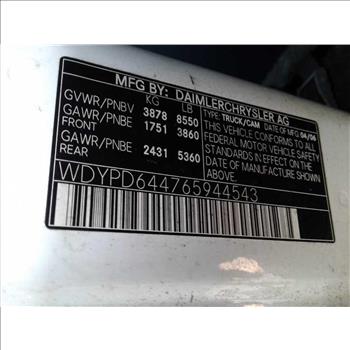 MFG BY: DAIMLERCHRYSLER AG
KG LB
GVWR/PNBV 3878 8550
GAWR/PNBE 1751 3860
FRONT
GAWR/PNBE 2431 5360
REAR
TYPE: TRUCK/CAM DATE OF MFG 04/06
THIS VEHICLE CONFORMS TO ALL
FEDERAL MOTOR VEHICLE SAFETY
STANDARDS IN EFFECT ON THE
DATE OF MANUFACTURE SHOWN ABOVE
WDYPD644765944543